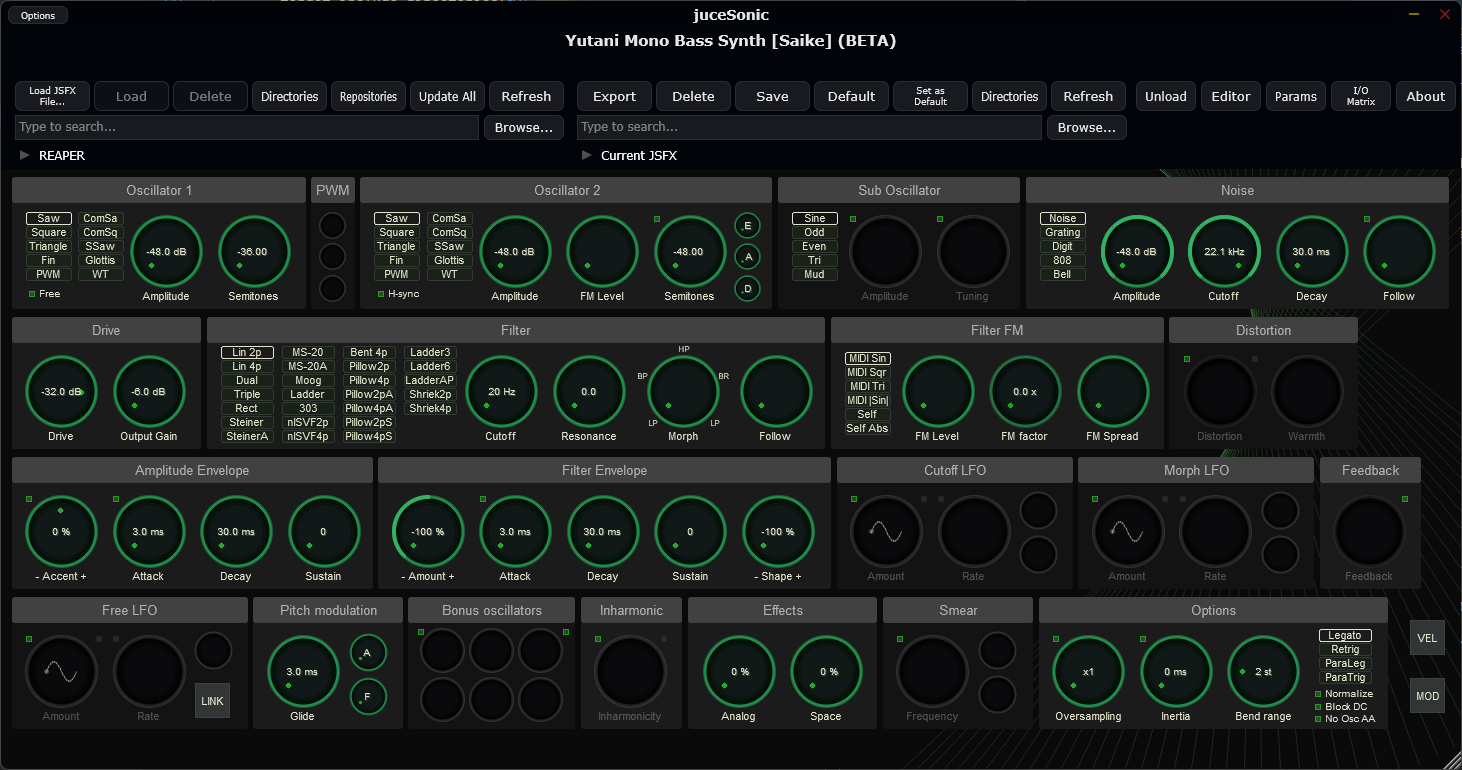 Options
juceSonic
Yutani Mono Bass Synth [Saike] (BETA)
Load JSFX File... Load Delete Directories Repositories Update All Refresh Export Delete Save Default Set as Default Directories Refresh Unload Editor Params I/O Matrix About
Type to search... Browse... Type to search... Browse...
REAPER Current JSFX
Oscillator 1 PWM Oscillator 2 Sub Oscillator Noise
Saw ComSa Saw ComSa Sine Noise
Square ComSq Square ComSq Odd Grating
Triangle SSaw -48.0 dB -36.00 Triangle SSaw -48.0 dB -48.00 Even Digit -48.0 dB 22.1 kHz 30.0 ms
Fin Glottis Fin Glottis Tri 808
PWM WT PWM WT Mud Bell
E
A
D
Free Amplitude Semitones H-sync Amplitude FM Level Semitones Amplitude Tuning Amplitude Cutoff Decay Follow
Drive Filter Filter FM Distortion
Lin 2p MS-20 Bent 4p Ladder3 HP MIDI Sin
Lin 4p MS-20A Pillow2p Ladder6 BP BR MIDI Sqr
Dual Moog Pillow4p LadderAP MIDI Tri
-32.0 dB -6.0 dB Triple Ladder Pillow2pA Shriek2p 20 Hz 0.0 MIDI |Sin| 0.0 x
Rect 303 Pillow4pA Shriek4p Self
Steiner nlSVF2p Pillow2pS LP LP Self Abs
SteinerA nlSVF4p Pillow4pS
Drive Output Gain Cutoff Resonance Morph Follow FM Level FM factor FM Spread Distortion Warmth
Amplitude Envelope Filter Envelope Cutoff LFO Morph LFO Feedback
0 % 3.0 ms 30.0 ms 0 -100 % 3.0 ms 30.0 ms 0 -100 %
- Accent + Attack Decay Sustain - Amount + Attack Decay Sustain - Shape + Amount Rate Amount Rate Feedback
Free LFO Pitch modulation Bonus oscillators Inharmonic Effects Smear Options
A Legato VEL
Retrig
3.0 ms 0 % 0 % x1 0 ms 2 st ParaLeg
ParaTrig
LINK F Normalize MOD
Block DC
Amount Rate Glide Inharmonicity Analog Space Frequency Oversampling Inertia Bend range No Osc AA